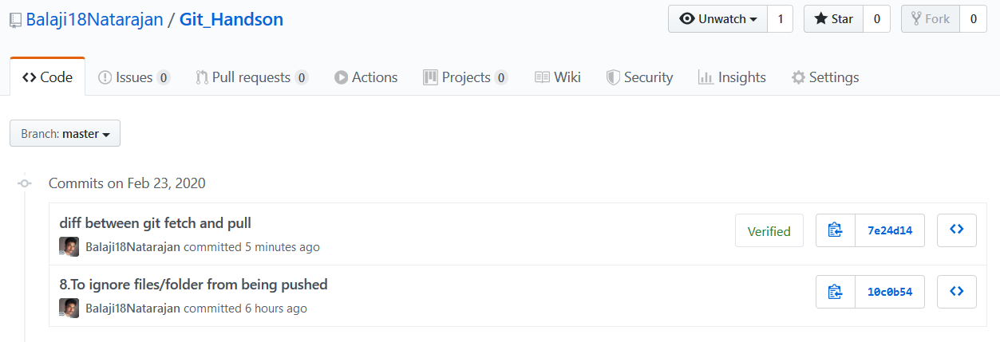 Balaji18Natarajan / Git_Handson
Unwatch 1 Star 0 Fork 0
Code Issues 0 Pull requests 0 Actions Projects 0 Wiki Security Insights Settings
Branch: master
Commits on Feb 23, 2020
diff between git fetch and pull
Balaji18Natarajan committed 5 minutes ago
Verified 7e24d14
8.To ignore files/folder from being pushed
Balaji18Natarajan committed 6 hours ago
10c0b54